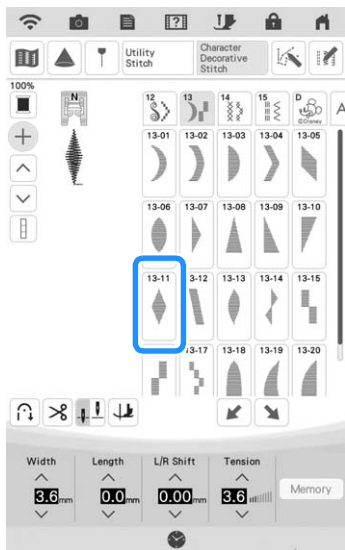 ?
Utility
Stitch
Character
Decorative
Stitch
100%
N
12 13 14 15 D A
©Disney
13-01 13-02 13-03 13-04 13-05
13-06 13-07 13-08 13-09 13-10
13-11 3-12 13-13 13-14 13-15
13-17 13-18 13-19 13-20
Width Length L/R Shift Tension
3.6mm 0.0mm 0.00mm 3.6 Memory